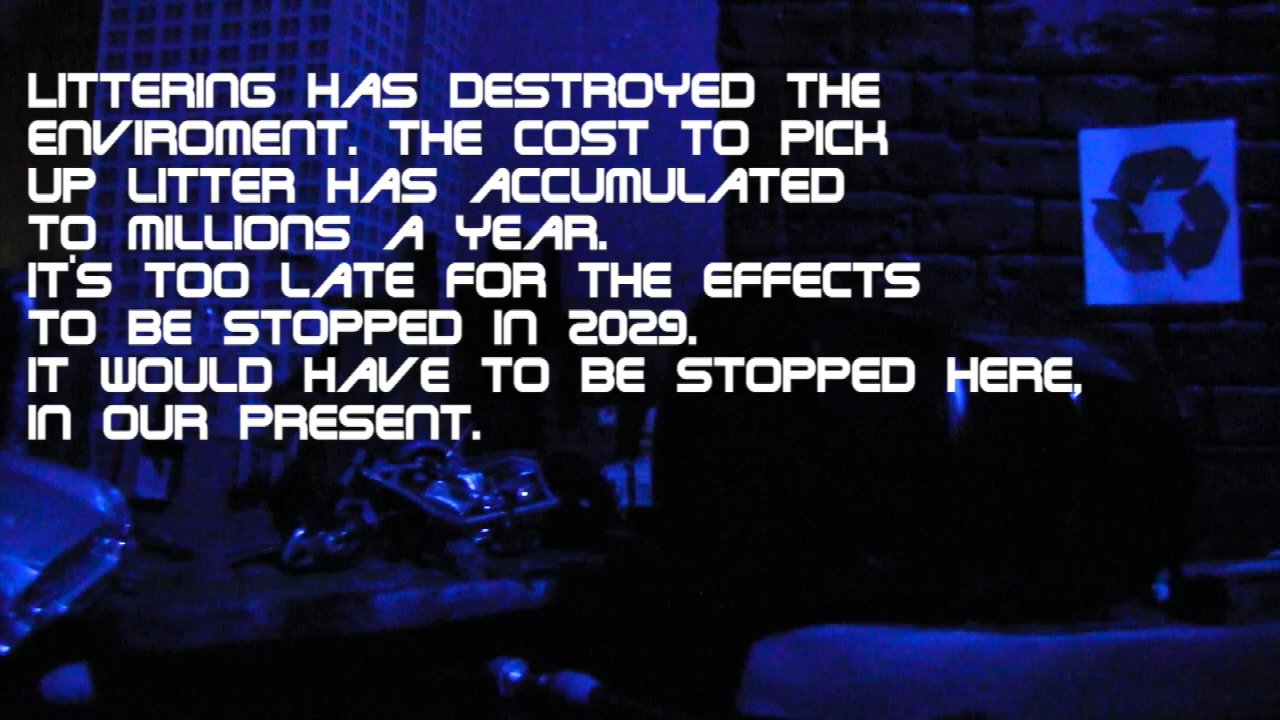 LITTERING HAS DESTROYED THE
ENVIROMENT. THE COST TO PICK
UP LITTER HAS ACCUMULATED
TO MILLIONS A YEAR.
IT'S TOO LATE FOR THE EFFECTS
TO BE STOPPED IN 2029.
IT WOULD HAVE TO BE STOPPED HERE,
IN OUR PRESENT.